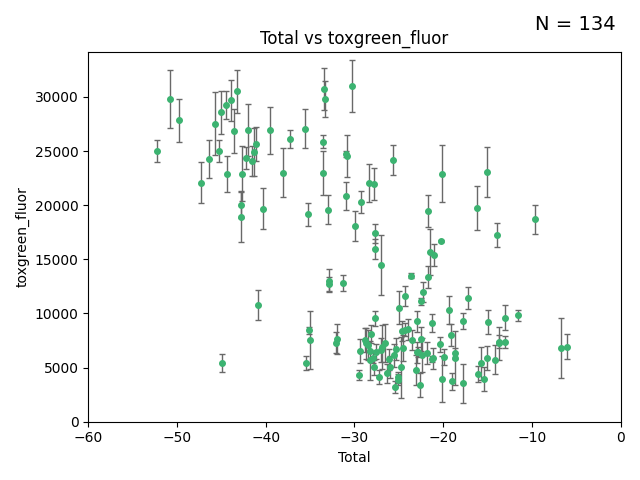 N = 134
Total vs toxgreen_fluor
30000
25000
20000
15000
10000
5000
0
toxgreen_fluor
−60 −50 −40 −30 −20 −10 0
Total